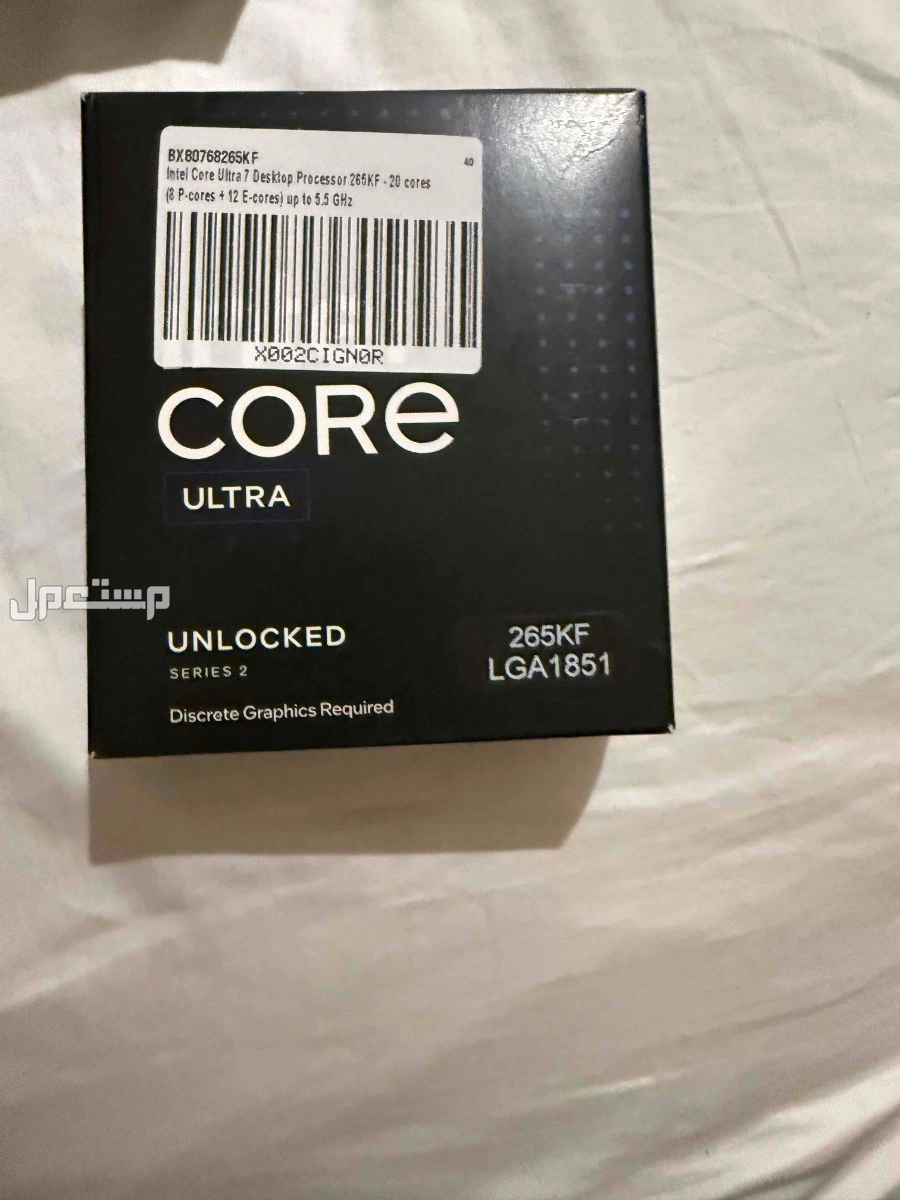 BX80768265KF
40
Intel Core Ultra 7 Desktop Processor 265KF - 20 cores
(8 P-cores + 12 E-cores) up to 5.5 GHz
X002CIGN0R
CORE
ULTRA
مستعمل
UNLOCKED
SERIES 2
265KF
LGA1851
Discrete Graphics Required